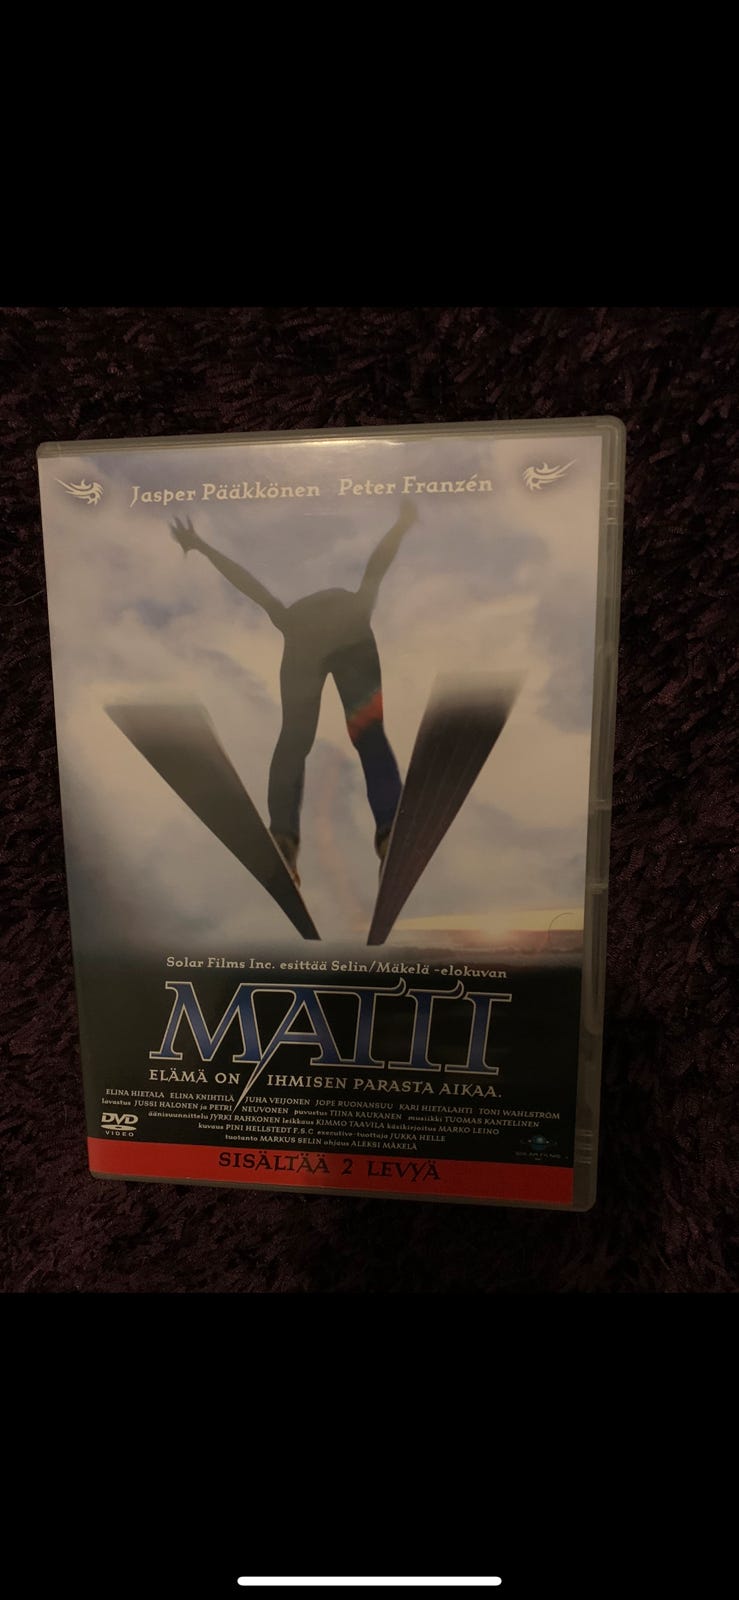 Jasper Pääkkönen Peter Franzén
Solar Films Inc. esittää Selin/Mäkelä -elokuvan
MATTI
ELÄMÄ ON IHMISEN PARASTA AIKAA.
ELINA HIETALA ELINA KNIHTILÄ JUHA VEIJONEN JOPE RUONANSUU KARI HIETALAHTI TONI WAHLSTRÖM
lavastus JUSSI HALONEN ja PETRI NEUVONEN puvustus TIINA KAUKANEN musiikki TUOMAS KANTELINEN
äänisuunnittelu JYRKI RAHKONEN leikkaus KIMMO TAAVILA käsikirjoitus MARKO LEINO
kuvaus PINI HELLSTEDT F.S.C executive-tuottaja JUKKA HELLE
tuotanto MARKUS SELIN ohjaus ALEKSI MÄKELÄ
DVD
VIDEO
SOLAR FILMS
SISÄLTÄÄ 2 LEVYÄ